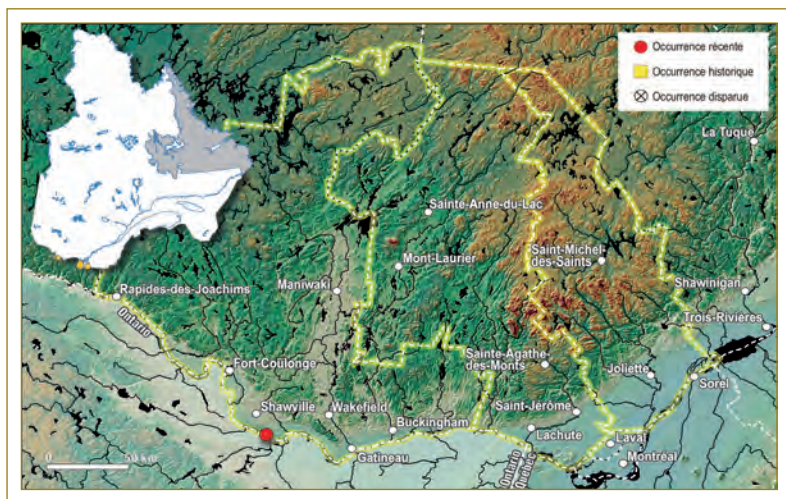 Occurrence récente
Occurrence historique
Occurrence disparue
La Tuque
Sainte-Anne-du-Lac
Saint-Michel-
des-Saints
Mont-Laurier
Maniwaki
Rapides-des-Joachims
Shawinigan
Ontario
Trois-Rivières
Fort-Coulonge
Sainte-Agathe-
des-Monts
Joliette
Sorel
Shawville
Wakefield
Saint-Jérôme
Buckingham
Lachute
Laval
Gatineau
Montréal
0
50 km
Ontario
Québec